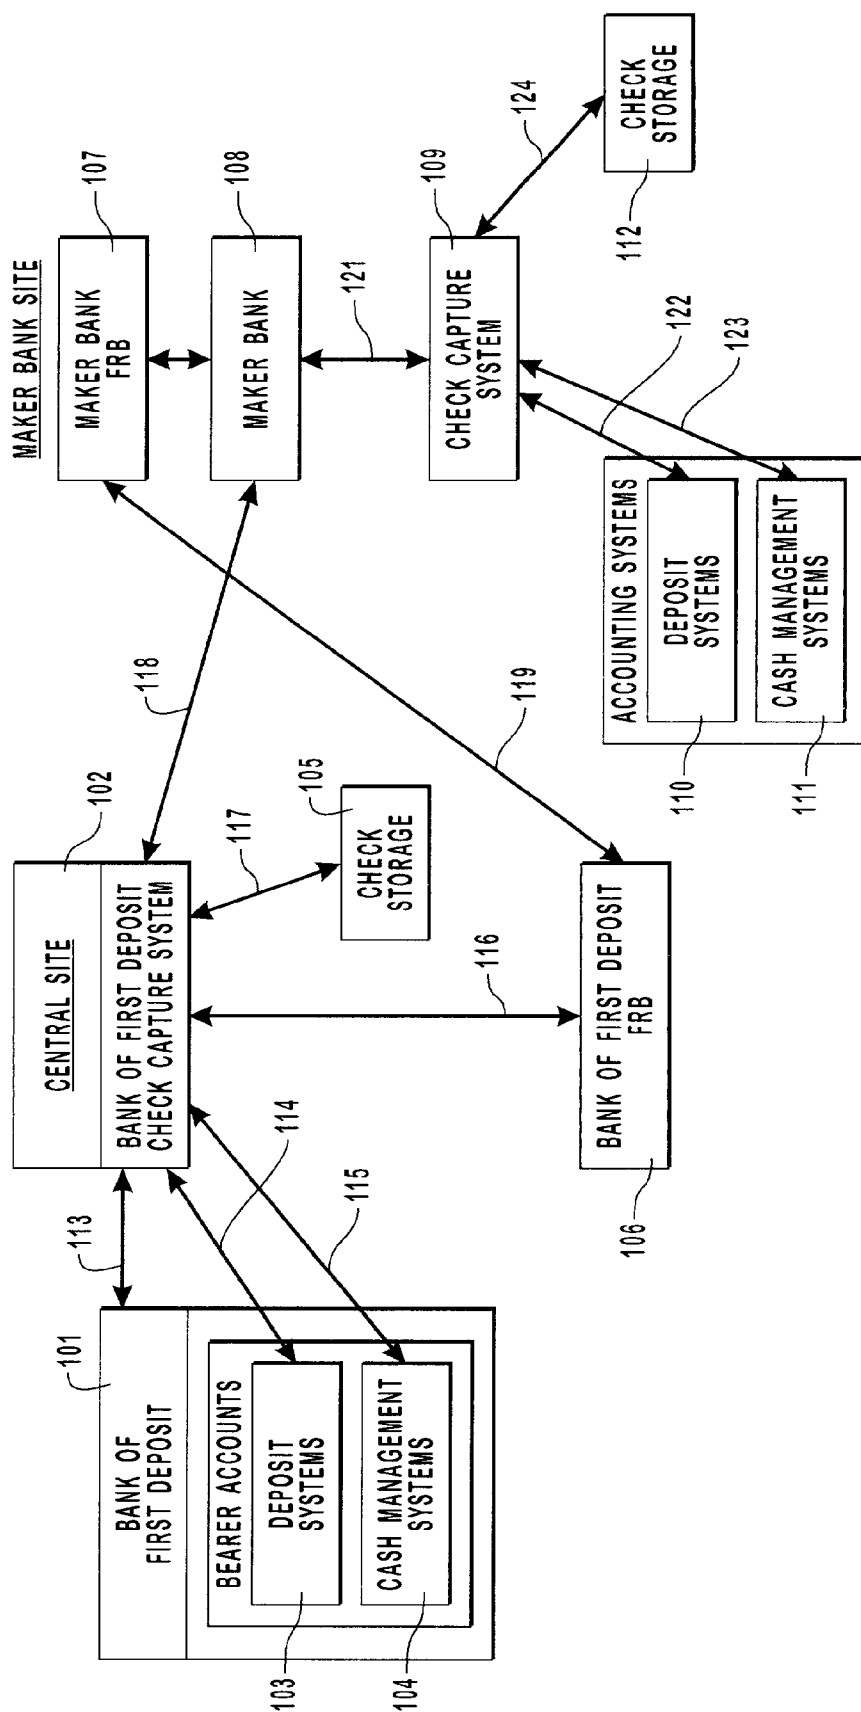 BANK OF
FIRST DEPOSIT
101
BEARER ACCOUNTS
DEPOSIT
SYSTEMS
103
CASH MANAGEMENT
SYSTEMS
104
113
114
115
CENTRAL SITE
102
BANK OF FIRST DEPOSIT
CHECK CAPTURE SYSTEM
117
CHECK
STORAGE
105
116
BANK OF FIRST DEPOSIT
FRB
106
118
119
MAKER BANK SITE
MAKER BANK
FRB
107
MAKER BANK
108
121
CHECK CAPTURE
SYSTEM
109
124
CHECK
STORAGE
112
122
123
ACCOUNTING SYSTEMS
DEPOSIT
SYSTEMS
110
CASH MANAGEMENT
SYSTEMS
111